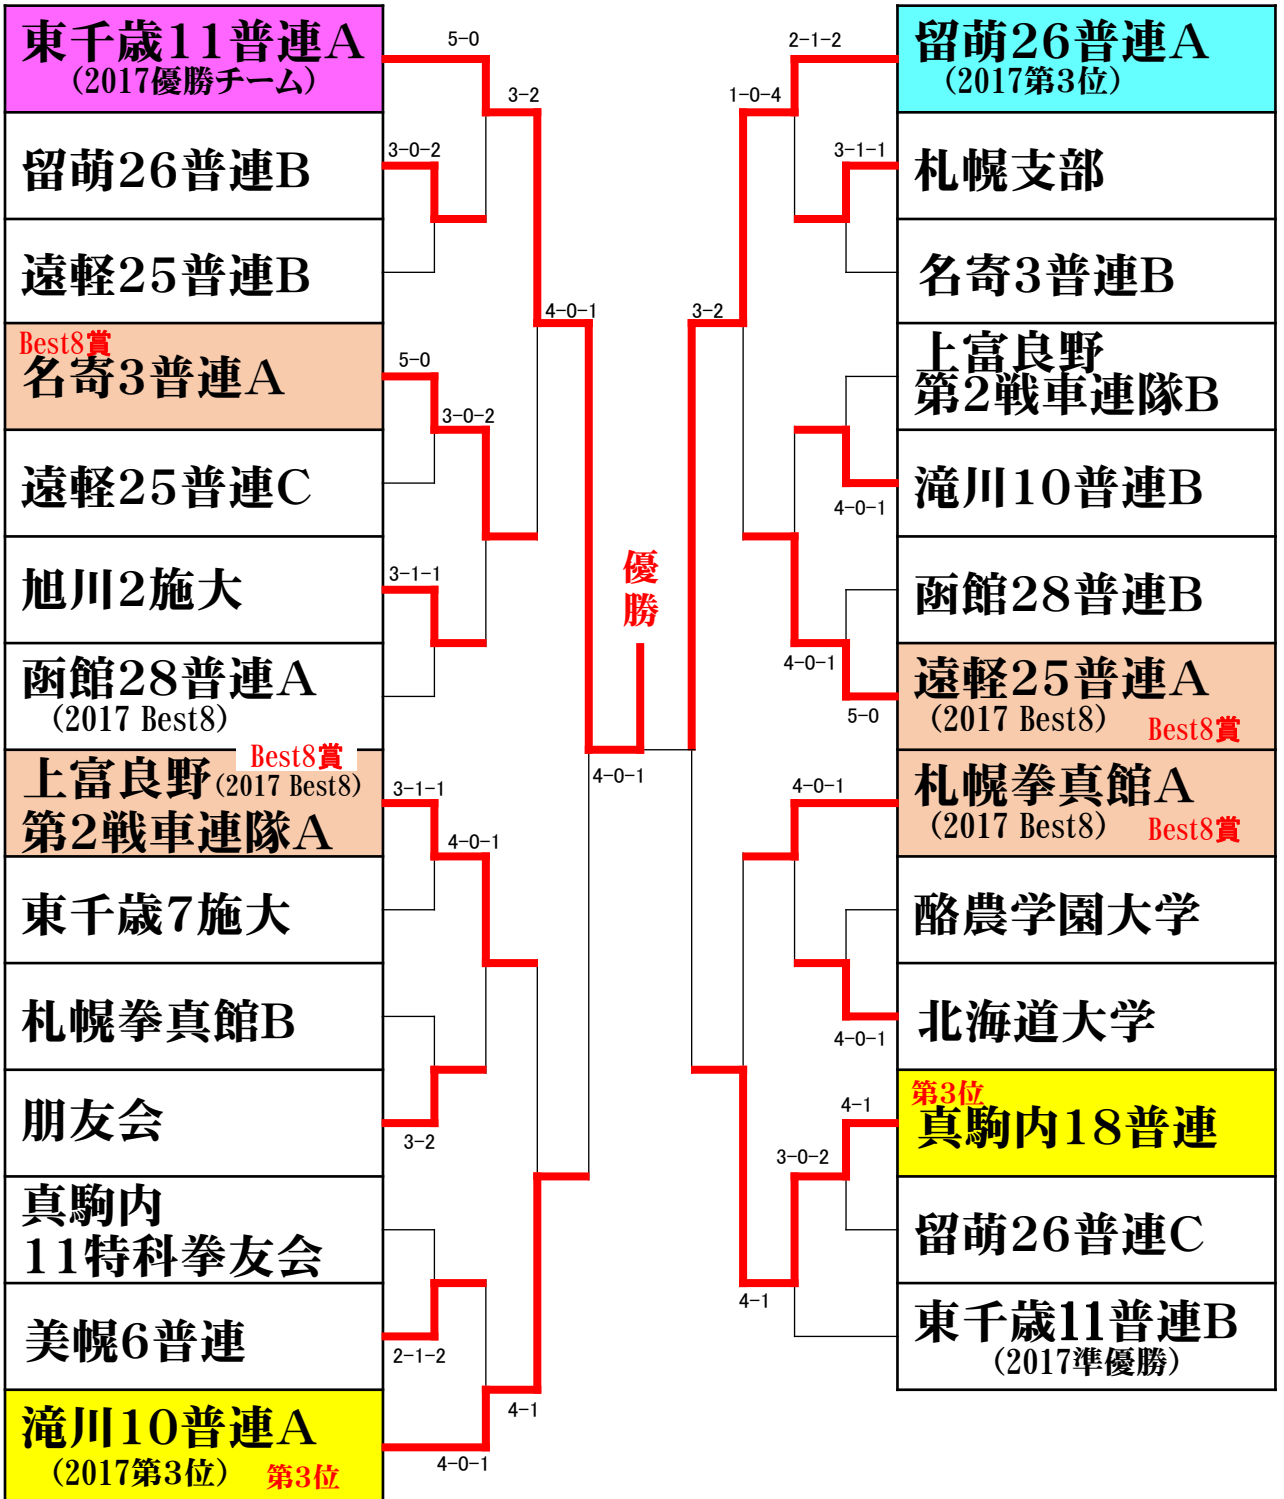 東千歳11普連A
(2017優勝チーム)
留萌26普連B
遠軽25普連B
Best8賞
名寄3普連A
遠軽25普連C
旭川2施大
函館28普連A
(2017 Best8)
Best8賞
上富良野(2017 Best8)
第2戦車連隊A
東千歳7施大
札幌拳真館B
朋友会
真駒内
11特科拳友会
美幌6普連
滝川10普連A
(2017第3位) 第3位
5-0
3-2
3-0-2
4-0-1
5-0
3-0-2
3-1-1
3-1-1
4-0-1
3-2
2-1-2
4-1
4-0-1
優
勝
4-0-1
2-1-2
1-0-4
3-1-1
3-2
4-0-1
4-0-1
5-0
4-0-1
4-0-1
4-1
3-0-2
4-1
留萌26普連A
(2017第3位)
札幌支部
名寄3普連B
上富良野
第2戦車連隊B
滝川10普連B
函館28普連B
遠軽25普連A
(2017 Best8) Best8賞
札幌拳真館A
(2017 Best8) Best8賞
酪農学園大学
北海道大学
第3位
真駒内18普連
留萌26普連C
東千歳11普連B
(2017準優勝)